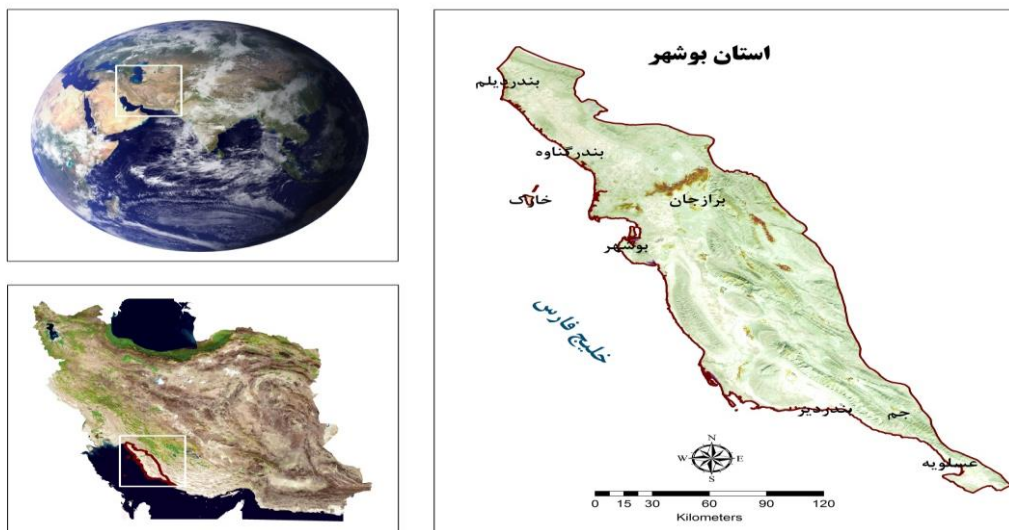 استان بوشهر
بندردیلم
بندرگناوه
خارک
برازجان
بوشهر
خلیج فارس
بندردیر
جم
عسلویه
N
W E
S
0 15 30 60 90 120
Kilometers